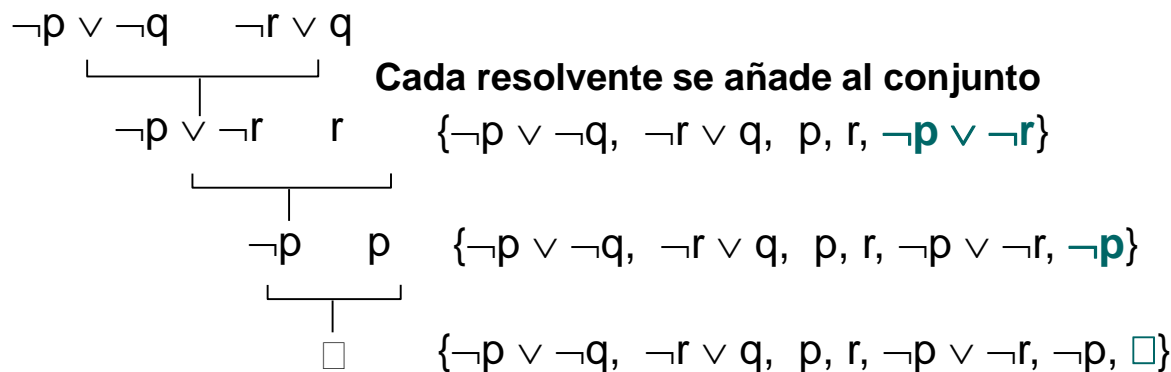 ¬p ∨ ¬q ¬r ∨ q
Cada resolvente se añade al conjunto
¬p ∨ ¬r r {¬p ∨ ¬q, ¬r ∨ q, p, r, ¬p ∨ ¬r}
¬p p {¬p ∨ ¬q, ¬r ∨ q, p, r, ¬p ∨ ¬r, ¬p}
□ {¬p ∨ ¬q, ¬r ∨ q, p, r, ¬p ∨ ¬r, ¬p, □}